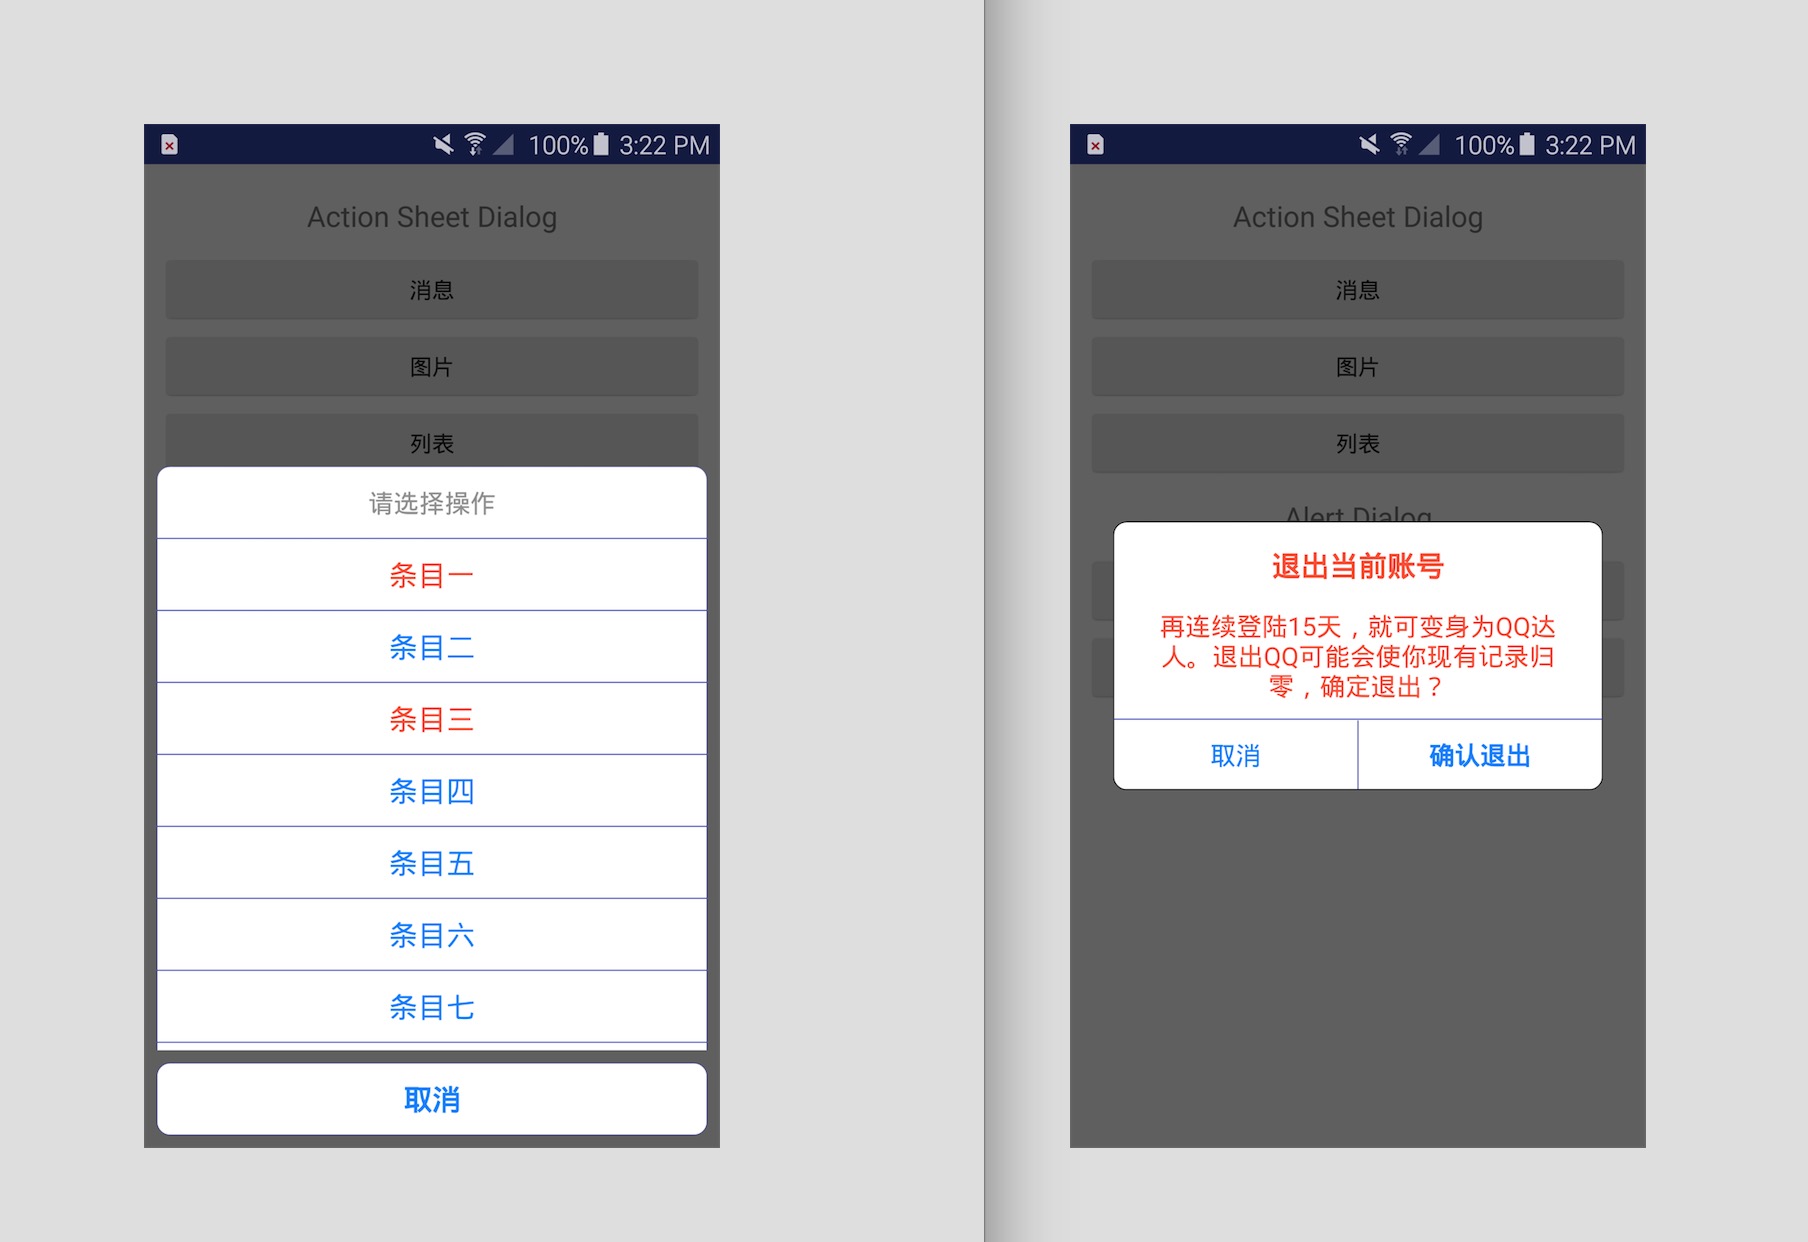 100% 3:22 PM
Action Sheet Dialog
消息
图片
列表
请选择操作
条目一
条目二
条目三
条目四
条目五
条目六
条目七
取消
100% 3:22 PM
Action Sheet Dialog
消息
图片
列表
Alert Dialog
退出当前账号
再连续登陆15天，就可变身为QQ达
人。退出QQ可能会使你现有记录归
零，确定退出？
取消
确认退出